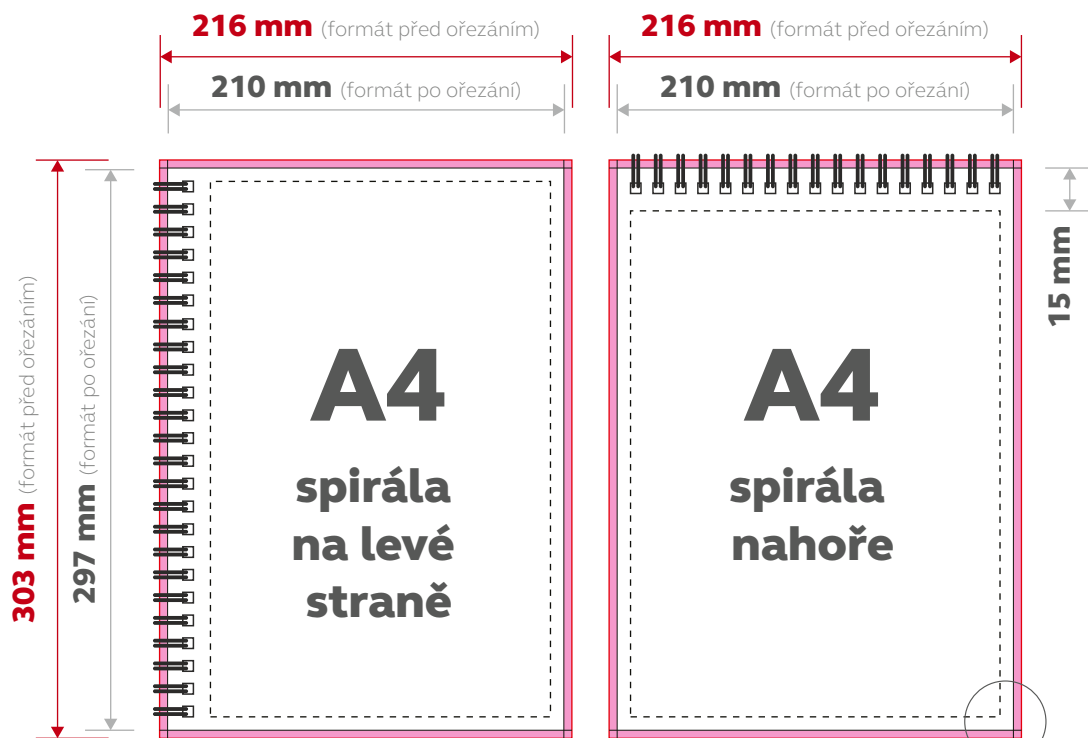 216 mm (formát před ořezáním)
216 mm (formát před ořezáním)
210 mm (formát po ořezání)
210 mm (formát po ořezání)
303 mm (formát před ořezáním)
297 mm (formát po ořezání)
A4
spirála
na levé
straně
A4
spirála
nahoře
15 mm